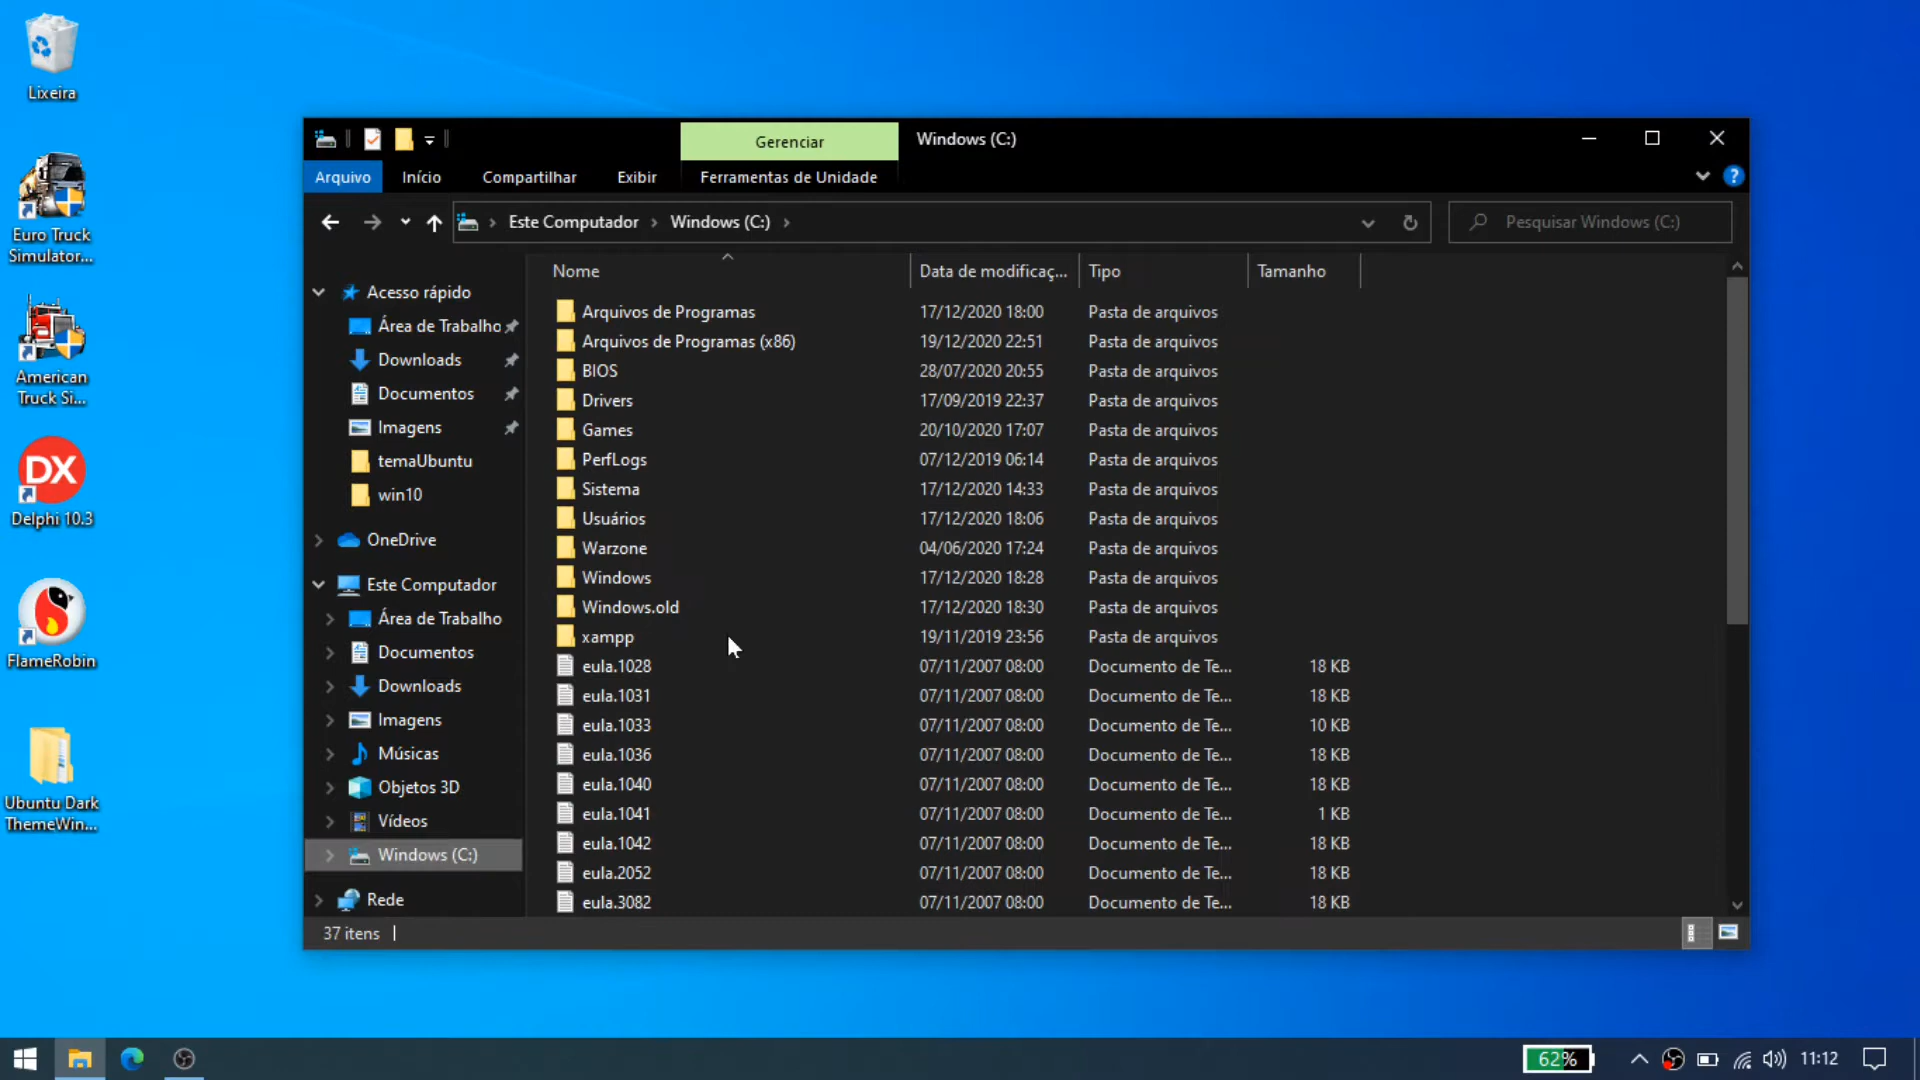 Lixeira
Euro Truck
Simulator...
American
Truck Si...
DX
Delphi 10.3
FlameRobin
Ubuntu Dark
ThemeWin...
Gerenciar
Windows (C:)
Arquivo
Início
Compartilhar
Exibir
Ferramentas de Unidade
?
Este Computador
Windows (C:)
Pesquisar Windows (C:)
Acesso rápido
Área de Trabalho
Downloads
Documentos
Imagens
temaUbuntu
win10
OneDrive
Este Computador
Área de Trabalho
Documentos
Downloads
Imagens
Músicas
Objetos 3D
Vídeos
Windows (C:)
Rede
Nome Data de modificaç... Tipo Tamanho
Arquivos de Programas 17/12/2020 18:00 Pasta de arquivos
Arquivos de Programas (x86) 19/12/2020 22:51 Pasta de arquivos
BIOS 28/07/2020 20:55 Pasta de arquivos
Drivers 17/09/2019 22:37 Pasta de arquivos
Games 20/10/2020 17:07 Pasta de arquivos
PerfLogs 07/12/2019 06:14 Pasta de arquivos
Sistema 17/12/2020 14:33 Pasta de arquivos
Usuários 17/12/2020 18:06 Pasta de arquivos
Warzone 04/06/2020 17:24 Pasta de arquivos
Windows 17/12/2020 18:28 Pasta de arquivos
Windows.old 17/12/2020 18:30 Pasta de arquivos
xampp 19/11/2019 23:56 Pasta de arquivos
eula.1028 07/11/2007 08:00 Documento de Te... 18 KB
eula.1031 07/11/2007 08:00 Documento de Te... 18 KB
eula.1033 07/11/2007 08:00 Documento de Te... 10 KB
eula.1036 07/11/2007 08:00 Documento de Te... 18 KB
eula.1040 07/11/2007 08:00 Documento de Te... 18 KB
eula.1041 07/11/2007 08:00 Documento de Te... 1 KB
eula.1042 07/11/2007 08:00 Documento de Te... 18 KB
eula.2052 07/11/2007 08:00 Documento de Te... 18 KB
eula.3082 07/11/2007 08:00 Documento de Te... 18 KB
37 itens
62%
11:12